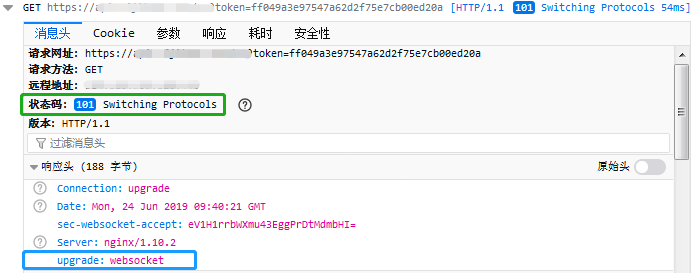 GET https://ap token=ff049a3e97547a62d2f75e7cb00ed20a [HTTP/1.1 101 Switching Protocols 54ms]
消息头 Cookie 参数 响应 耗时 安全性
请求网址: https:// ?token=ff049a3e97547a62d2f75e7cb00ed20a
请求方法: GET
远程地址:
状态码: 101 Switching Protocols ?
版本: HTTP/1.1
过滤消息头
响应头 (188 字节) 原始头
? Connection: upgrade
? Date: Mon, 24 Jun 2019 09:40:21 GMT
sec-websocket-accept: eV1H1rrbWXmu43EggPrDtMdmbHI=
? Server: nginx/1.10.2
upgrade: websocket